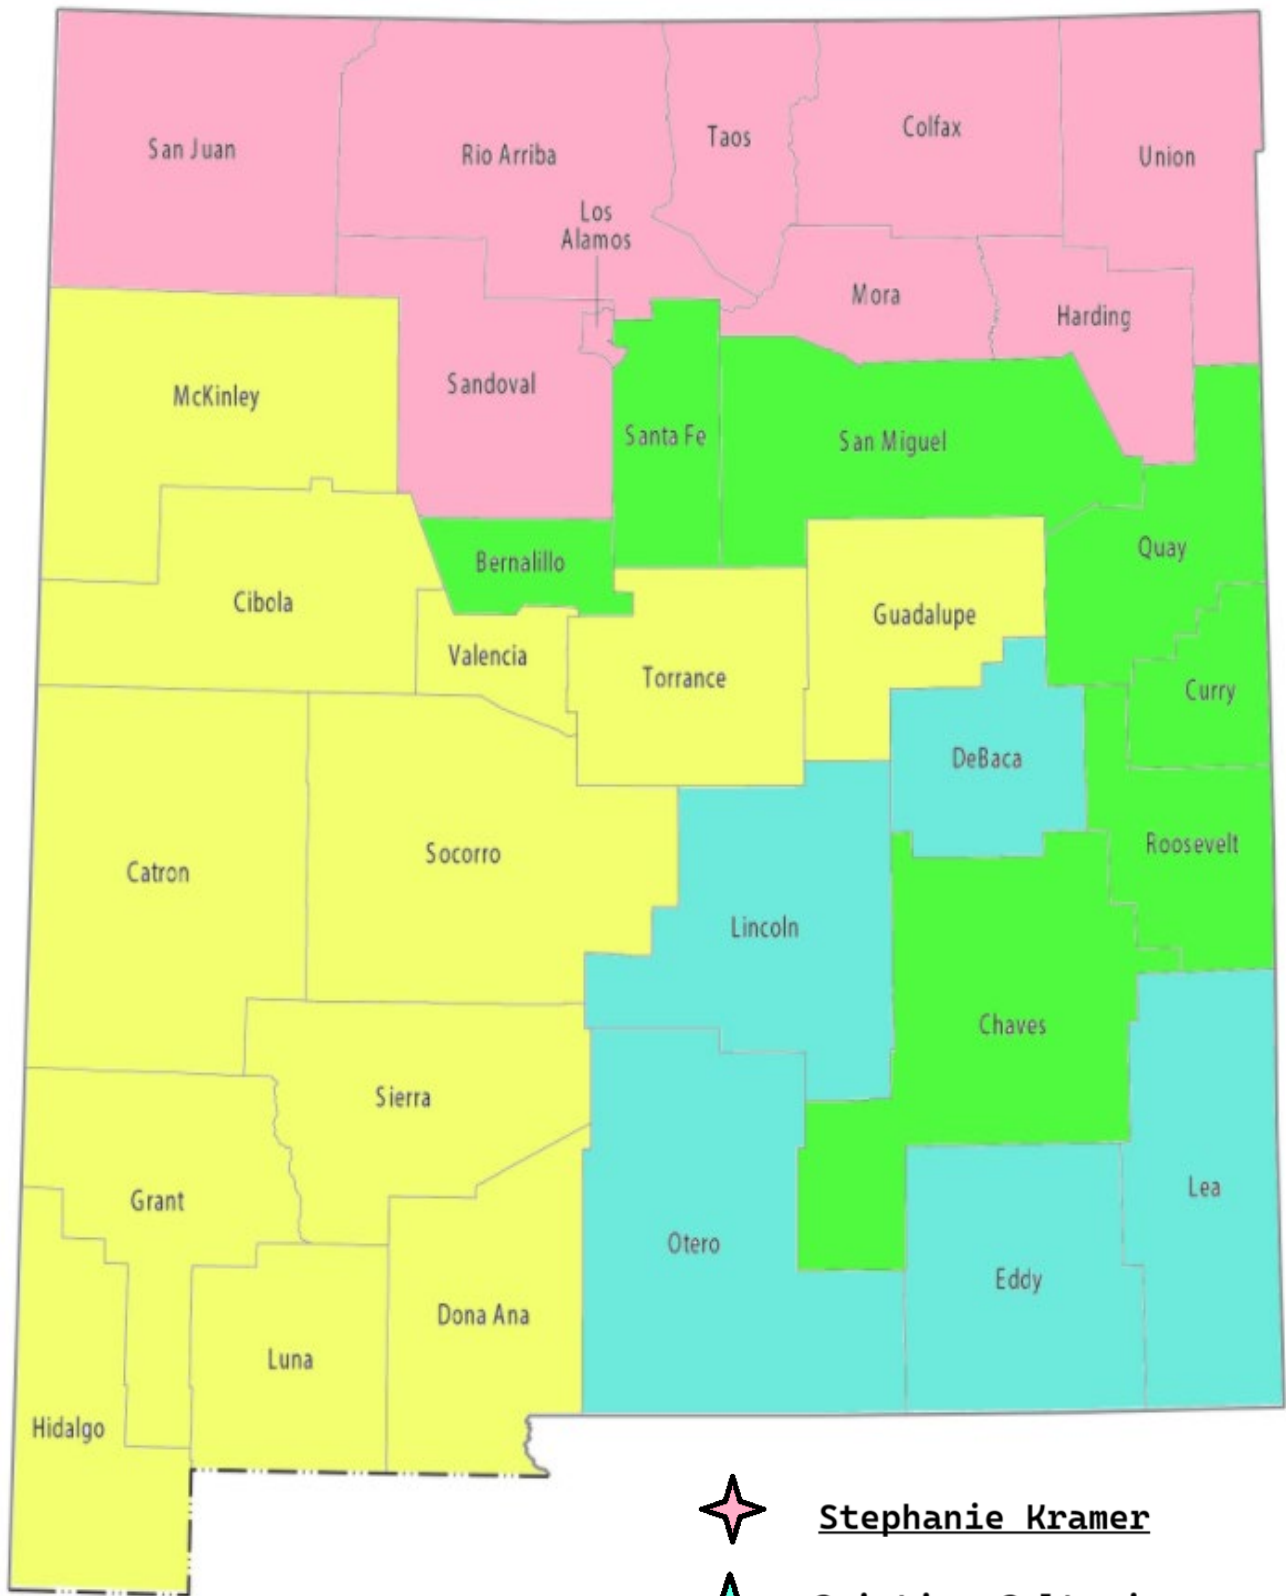 San Juan
Rio Arriba
Taos
Colfax
Union
Los
Alamos
Mora
Harding
McKinley
Sandoval
Santa Fe
San Miguel
Quay
Bernalillo
Cibola
Valencia
Guadalupe
Torrance
Curry
DeBaca
Roosevelt
Catron
Socorro
Lincoln
Chaves
Sierra
Grant
Lea
Otero
Eddy
Dona Ana
Luna
Hidalgo
Stephanie Kramer